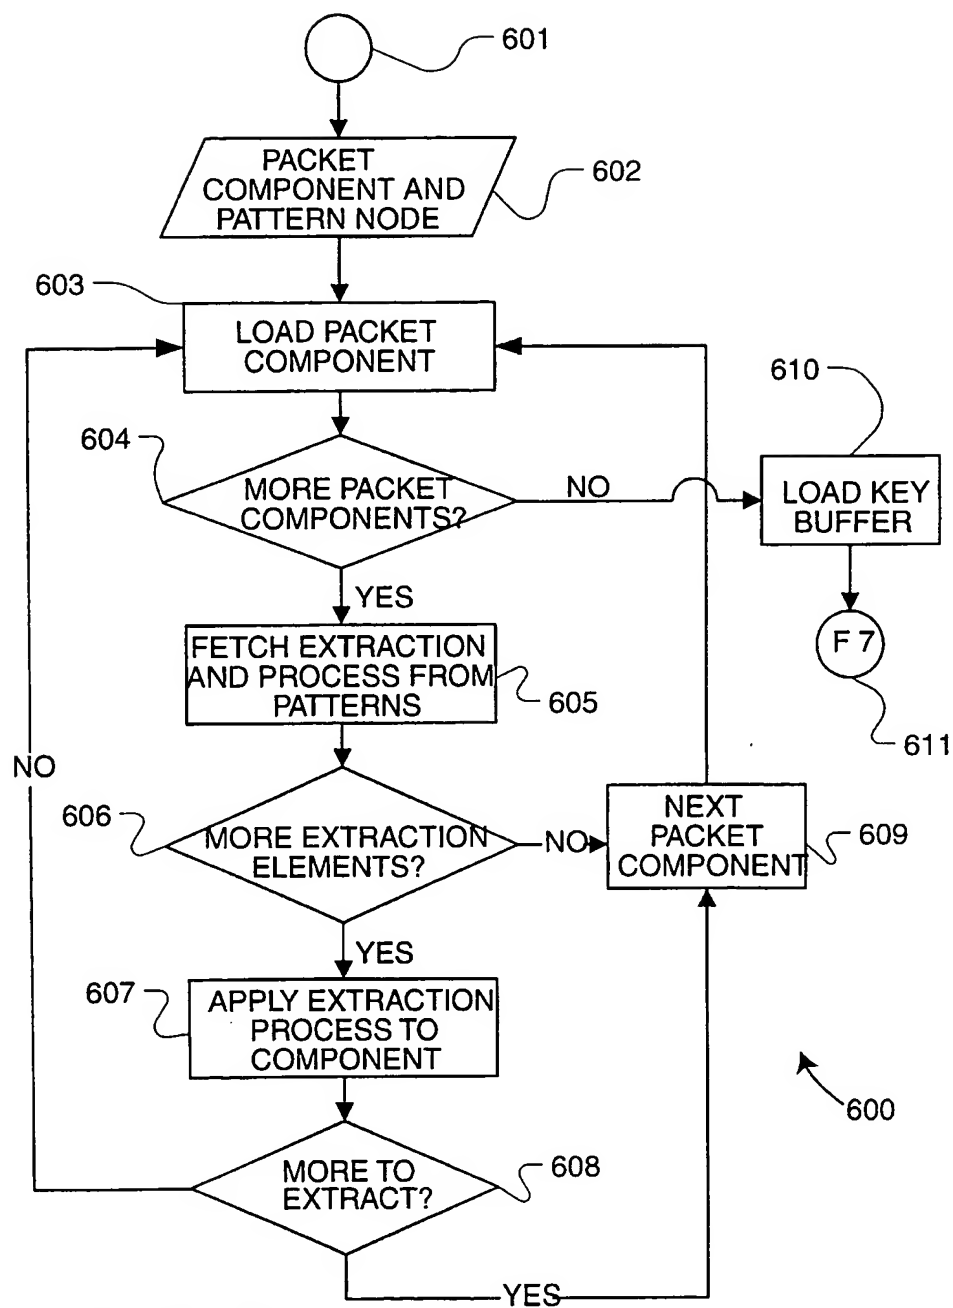 601
PACKET
COMPONENT AND
PATTERN NODE
602
603
LOAD PACKET
COMPONENT
604
MORE PACKET
COMPONENTS?
NO
610
LOAD KEY
BUFFER
YES
FETCH EXTRACTION
AND PROCESS FROM
PATTERNS
605
F 7
611
NO
606
MORE EXTRACTION
ELEMENTS?
NO
NEXT
PACKET
COMPONENT
609
YES
607
APPLY EXTRACTION
PROCESS TO
COMPONENT
600
MORE TO
EXTRACT?
608
YES